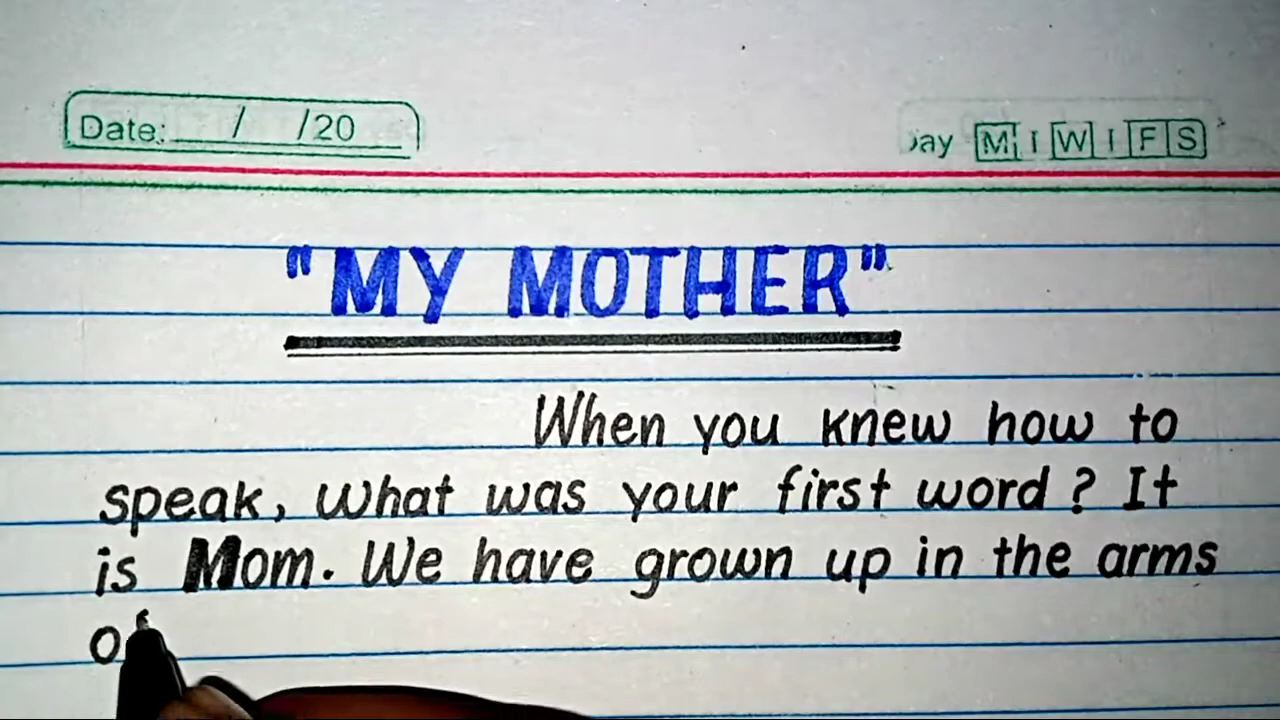 Date: / /20
ay M I W I F S
"MY MOTHER"
When you knew how to
speak, what was your first word? It
is Mom. We have grown up in the arms
o